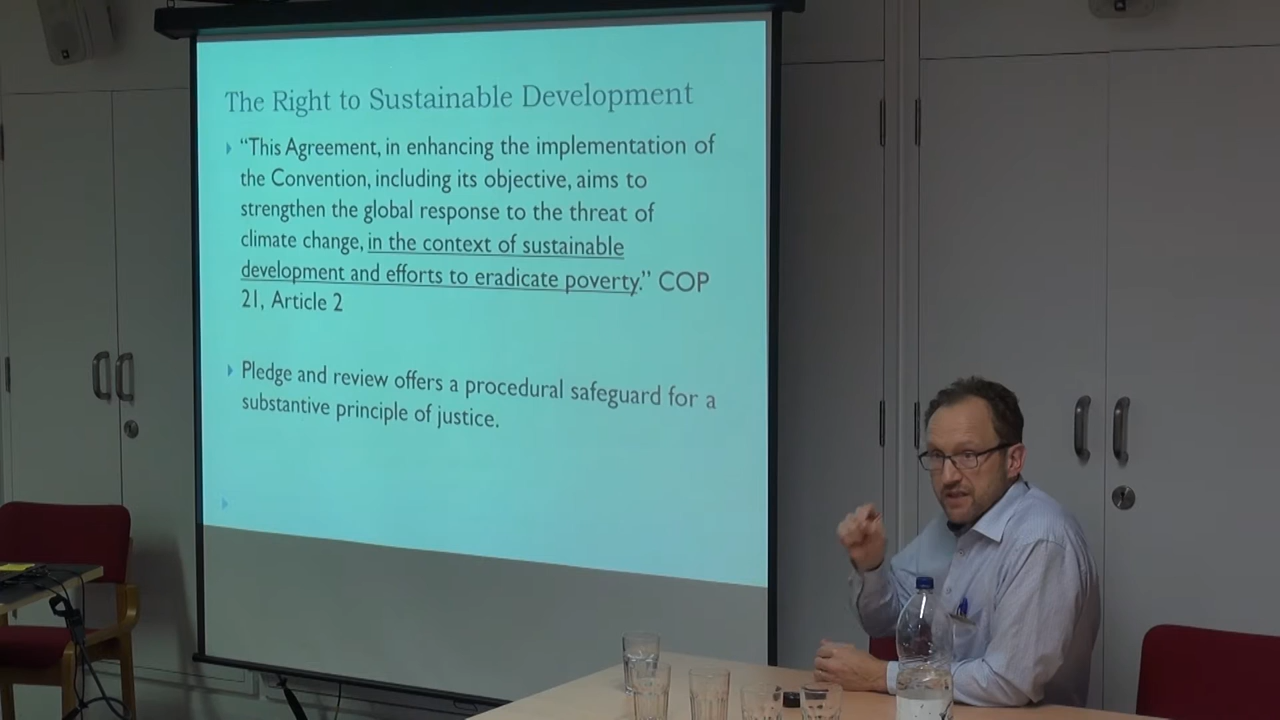 The Right to Sustainable Development
“This Agreement, in enhancing the implementation of
the Convention, including its objective, aims to
strengthen the global response to the threat of
climate change, in the context of sustainable
development and efforts to eradicate poverty.” COP
21, Article 2
Pledge and review offers a procedural safeguard for a
substantive principle of justice.